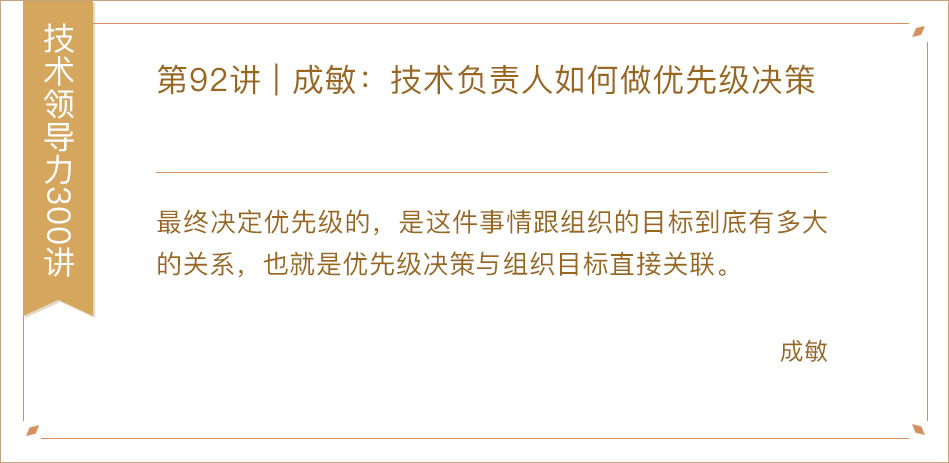 技术领导力300讲
第92讲 | 成敏：技术负责人如何做优先级决策
最终决定优先级的，是这件事情跟组织的目标到底有多大
的关系，也就是优先级决策与组织目标直接关联。
成敏